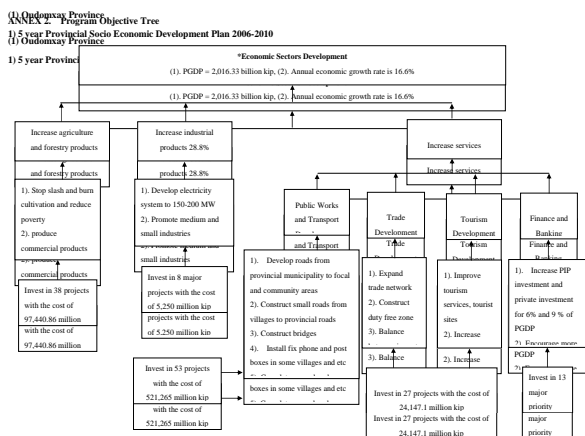 (1) Oudomxay Province
ANNEX 2. Program Objective Tree
1) 5 year Provincial Socio Economic Development Plan 2006-2010
(1) Oudomxay Province
1) 5 year Provinci
*Economic Sectors Development
(1). PGDP = 2,016.33 billion kip, (2). Annual economic growth rate is 16.6%
(1). PGDP = 2,016.33 billion kip, (2). Annual economic growth rate is 16.6%
Increase agriculture
and forestry products
and forestry products
Increase industrial
products 28.8%
products 28.8%
Increase services
Increase services
1). Stop slash and burn
cultivation and reduce
poverty
2). produce
commercial products
2). produce
commercial products
1). Develop electricity
system to 150-200 MW
2). Promote medium and
small industries
small industries
Public Works
and Transport
and Transport
Trade
Development
Trade
Development
Tourism
Development
Tourism
Development
Finance and
Banking
Finance and
Banking
Invest in 38 projects
with the cost of
97,440.86 million kip
with the cost of
97,440.86 million kip
Invest in 8 major
projects with the cost
of 5,250 million kip
projects with the cost
of 5,250 million kip
1). Develop roads from
provincial municipality to focal
and community areas
2). Construct small roads from
villages to provincial roads
3). Construct bridges
4). Install fix phone and post
boxes in some villages and etc
boxes in some villages and etc
1). Expand
trade network
2). Construct
duty free zone
3). Balance
3). Balance
1). Improve
tourism
services, tourist
sites
2). Increase
2). Increase
1). Increase PIP
investment and
private investment
for 6% and 9 % of
PGDP
2). Encourage more
PGDP
Invest in 53 projects
with the cost of
521,265 million kip
with the cost of
521,265 million kip
Invest in 27 projects with the cost of
24,147.1 million kip
Invest in 27 projects with the cost of
24,147.1 million kip
Invest in 13
major
priority
major
priority